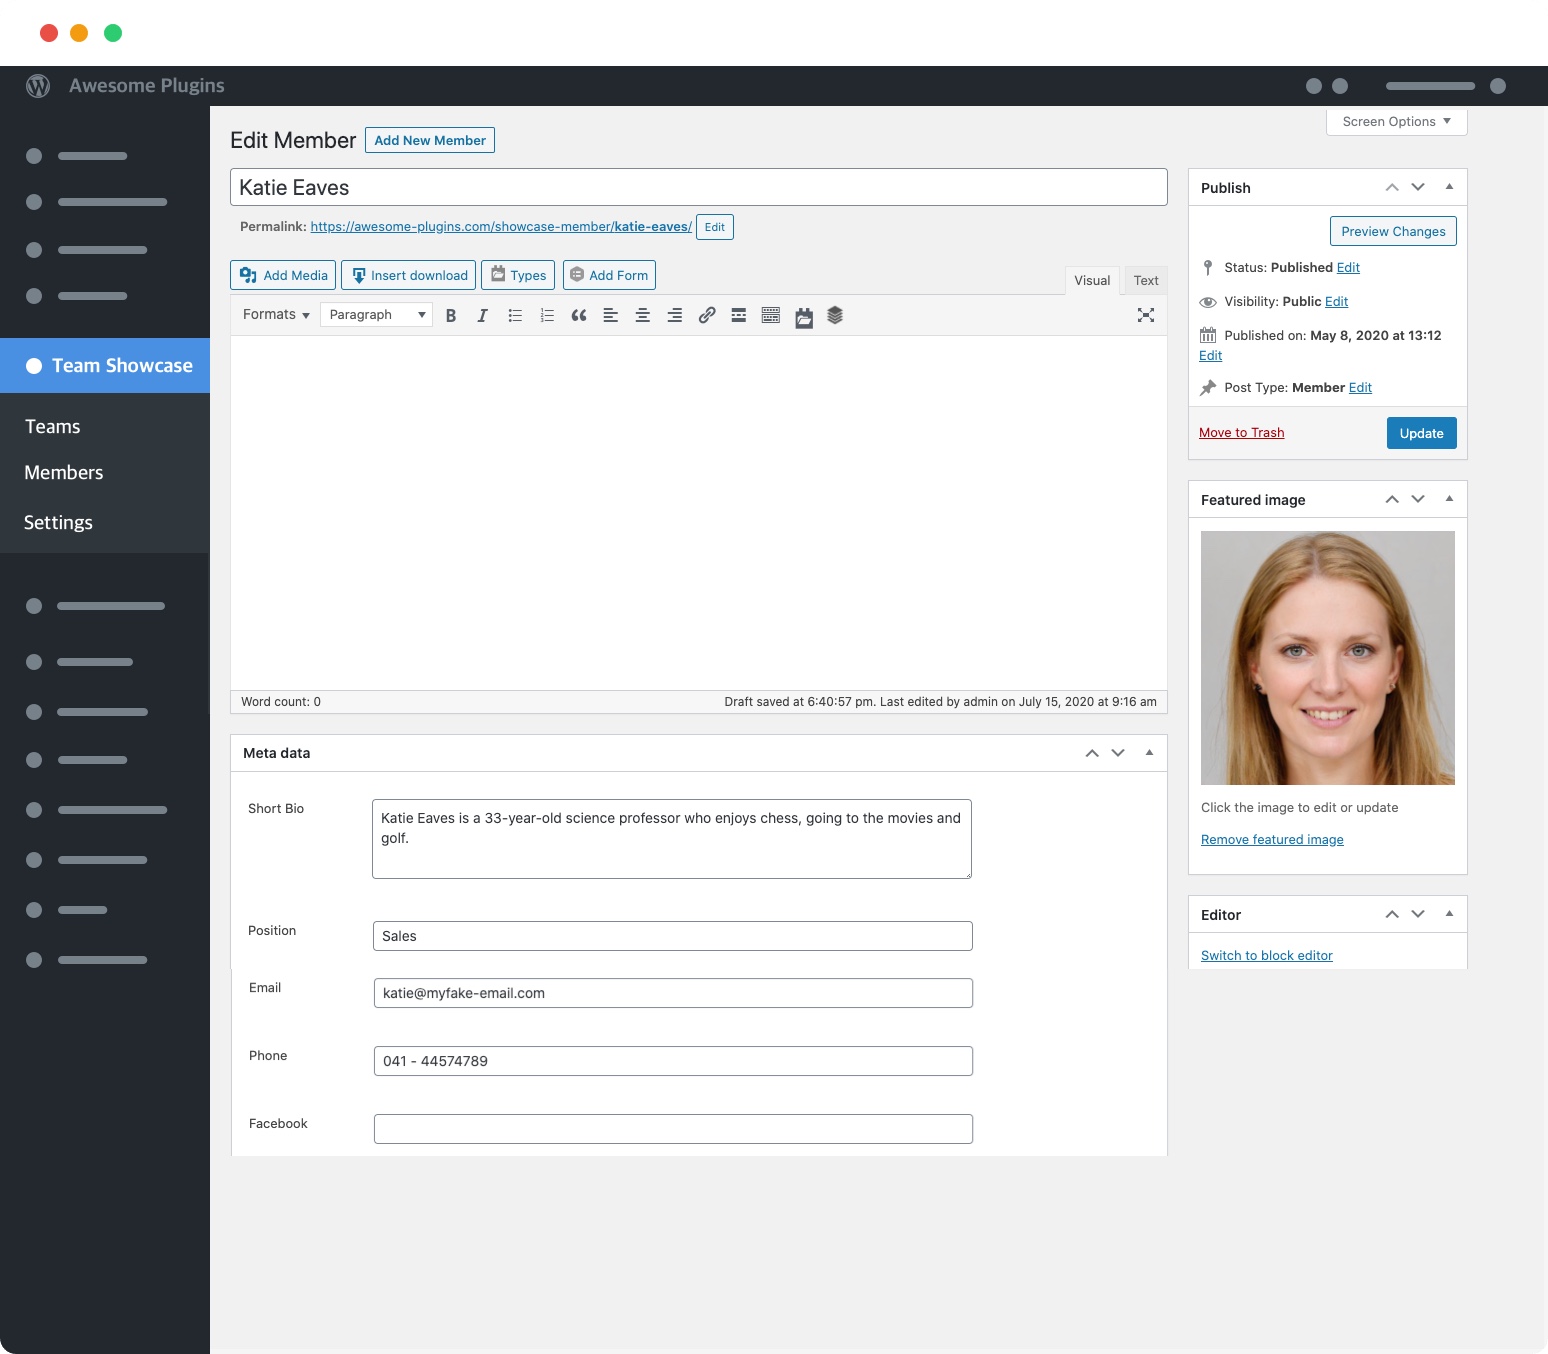 Awesome Plugins
Screen Options
Edit Member Add New Member
Katie Eaves
Permalink: https://awesome-plugins.com/showcase-member/katie-eaves/ Edit
Add Media Insert download Types Add Form
Visual Text
Formats Paragraph B I
Word count: 0 Draft saved at 6:40:57 pm. Last edited by admin on July 15, 2020 at 9:16 am
Team Showcase
Teams
Members
Settings
Meta data
Short Bio
Katie Eaves is a 33-year-old science professor who enjoys chess, going to the movies and
golf.
Position Sales
Email katie@myfake-email.com
Phone 041 - 44574789
Facebook
Publish
Preview Changes
Status: Published Edit
Visibility: Public Edit
Published on: May 8, 2020 at 13:12
Edit
Post Type: Member Edit
Move to Trash Update
Featured image
Click the image to edit or update
Remove featured image
Editor
Switch to block editor